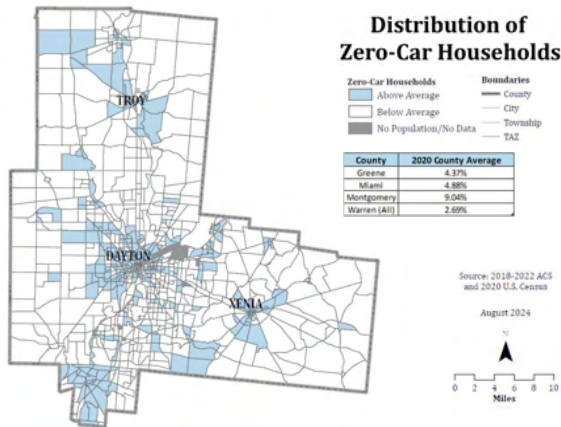 Distribution of
Zero-Car Households
Zero-Car Households
Above Average
Below Average
No Population/No Data
Boundaries
County
City
Township
TAZ
County 2020 County Average
Greene 4.37%
Miami 4.88%
Montgomery 9.04%
Warren (All) 2.69%
TROY
DAYTON
XENIA
Source: 2018-2022 ACS
and 2020 U.S. Census
August 2024
N
0 2 4 6 8 10
Miles